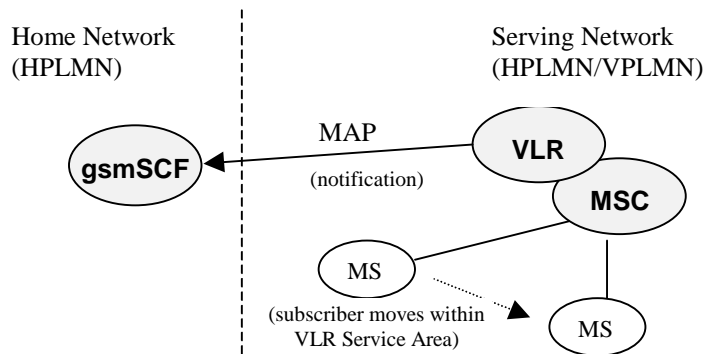 Home Network
(HPLMN)
Serving Network
(HPLMN/VPLMN)
MAP
VLR
gsmSCF
(notification)
MSC
MS
(subscriber moves within
VLR Service Area)
MS